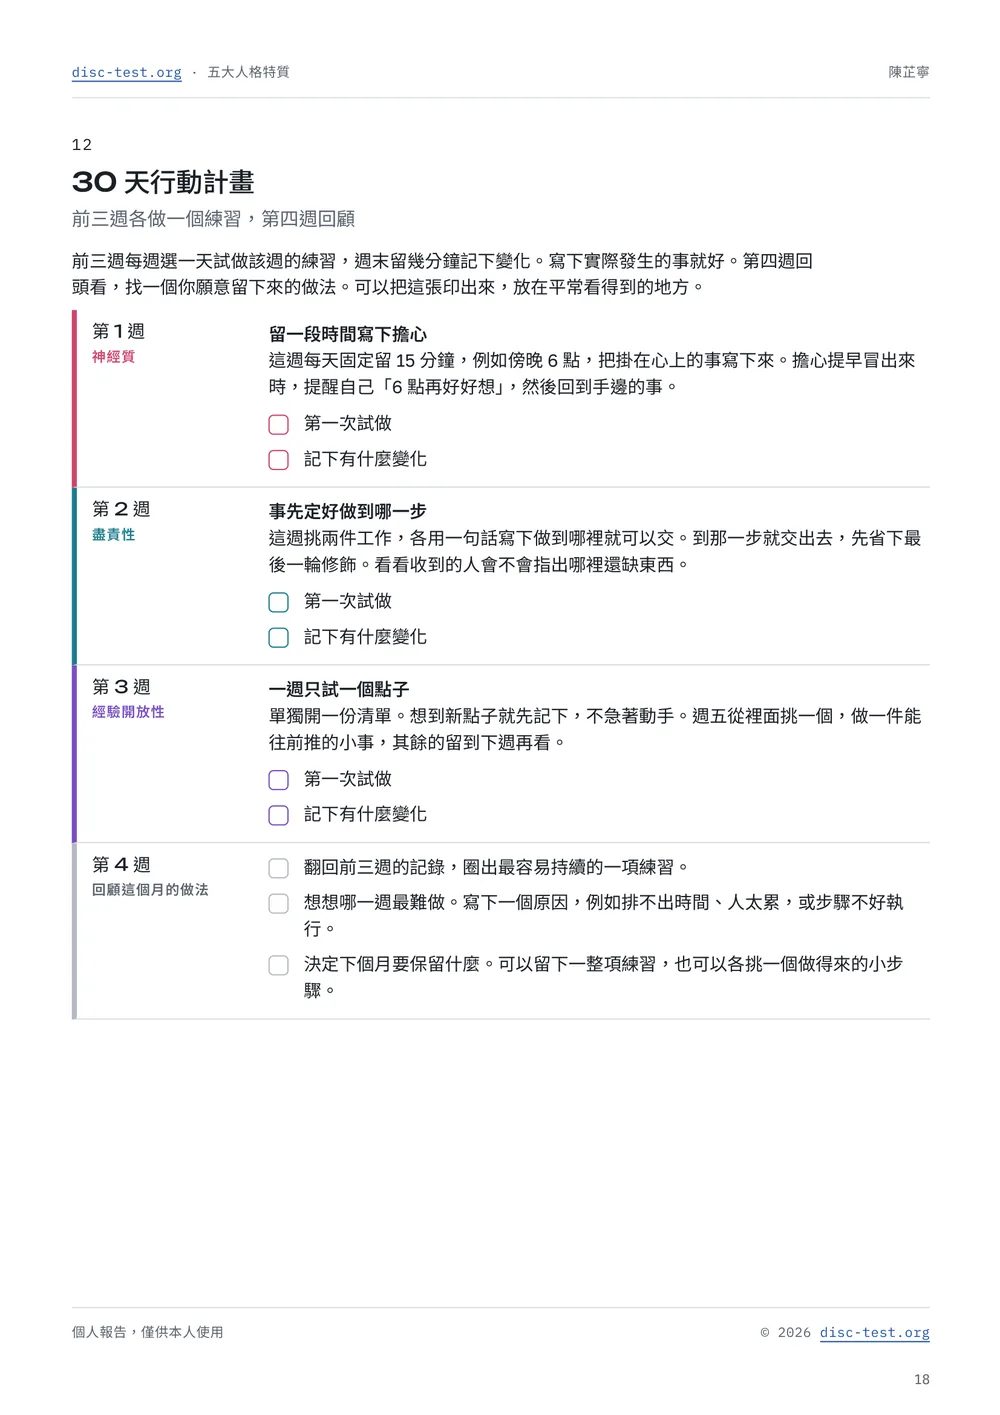 disc-test.org · 五大人格特質
陳芷寧
12
30 天行動計畫
前三週各做一個練習，第四週回顧
前三週每週選一天試做該週的練習，週末留幾分鐘記下變化。寫下實際發生的事就好。第四週回
頭看，找一個你願意留下來的做法。可以把這張印出來，放在平常看得到的地方。
第 1 週
神經質
留一段時間寫下擔心
這週每天固定留 15 分鐘，例如傍晚 6 點，把掛在心上的事寫下來。擔心提早冒出來
時，提醒自己「6 點再好好想」，然後回到手邊的事。
第一次試做
記下有什麼變化
第 2 週
盡責性
事先定好做到哪一步
這週挑兩件工作，各用一句話寫下做到哪裡就可以交。到那一步就交出去，先省下最
後一輪修飾。看看收到的人會不會指出哪裡還缺東西。
第一次試做
記下有什麼變化
第 3 週
經驗開放性
一週只試一個點子
單獨開一份清單。想到新點子就先記下，不急著動手。週五從裡面挑一個，做一件能
往前推的小事，其餘的留到下週再看。
第一次試做
記下有什麼變化
第 4 週
回顧這個月的做法
翻回前三週的記錄，圈出最容易持續的一項練習。
想想哪一週最難做。寫下一個原因，例如排不出時間、人太累，或步驟不好執
行。
決定下個月要保留什麼。可以留下一整項練習，也可以各挑一個做得來的小步
驟。
個人報告，僅供本人使用
© 2026 disc-test.org
18